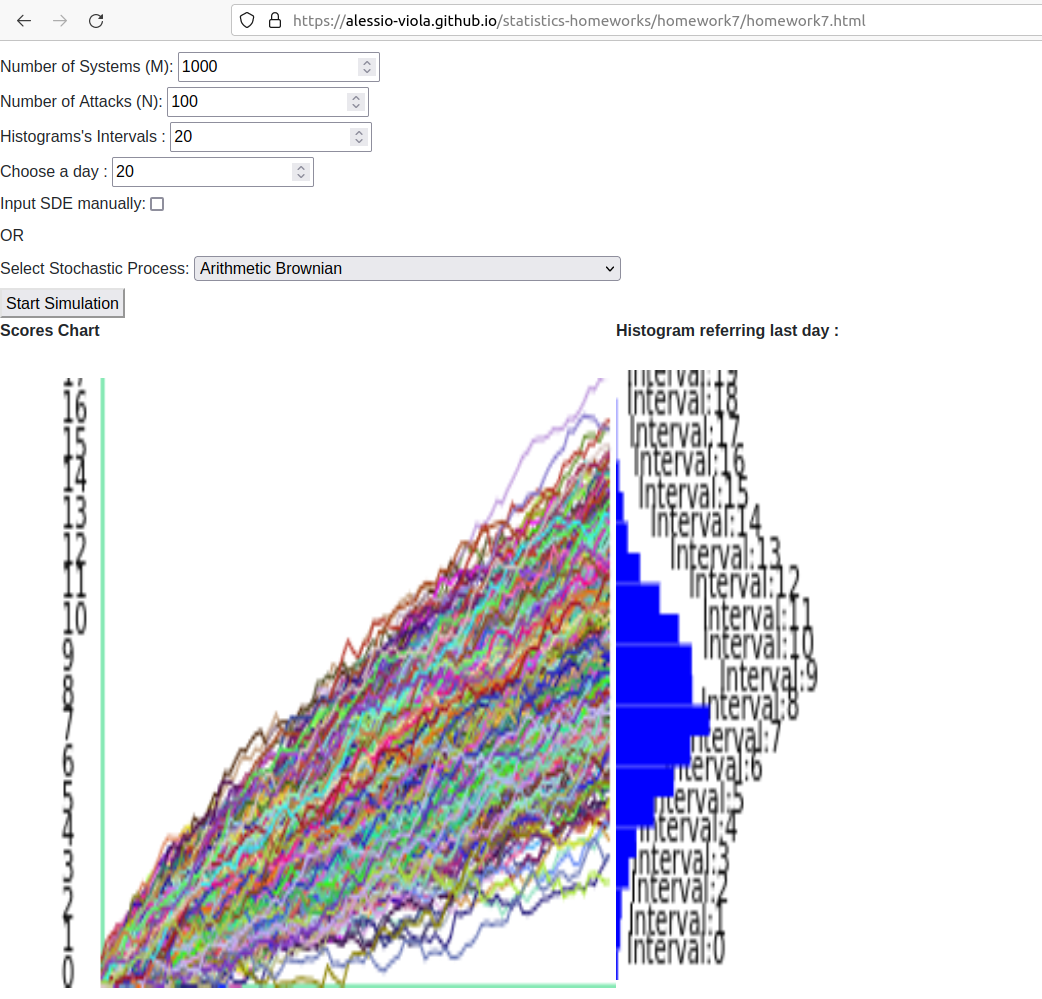 https://alessio-viola.github.io/statistics-homeworks/homework7/homework7.html
Number of Systems (M): 1000
Number of Attacks (N): 100
Histograms's Intervals : 20
Choose a day : 20
Input SDE manually:
OR
Select Stochastic Process: Arithmetic Brownian
Start Simulation
Scores Chart
Histogram referring last day :
17
16
15
14
13
12
11
10
9
8
7
6
5
4
3
2
1
0
Interval:19
Interval:18
Interval:17
Interval:16
Interval:15
Interval:14
Interval:13
Interval:12
Interval:11
Interval:10
Interval:9
Interval:8
Interval:7
Interval:6
Interval:5
Interval:4
Interval:3
Interval:2
Interval:1
Interval:0